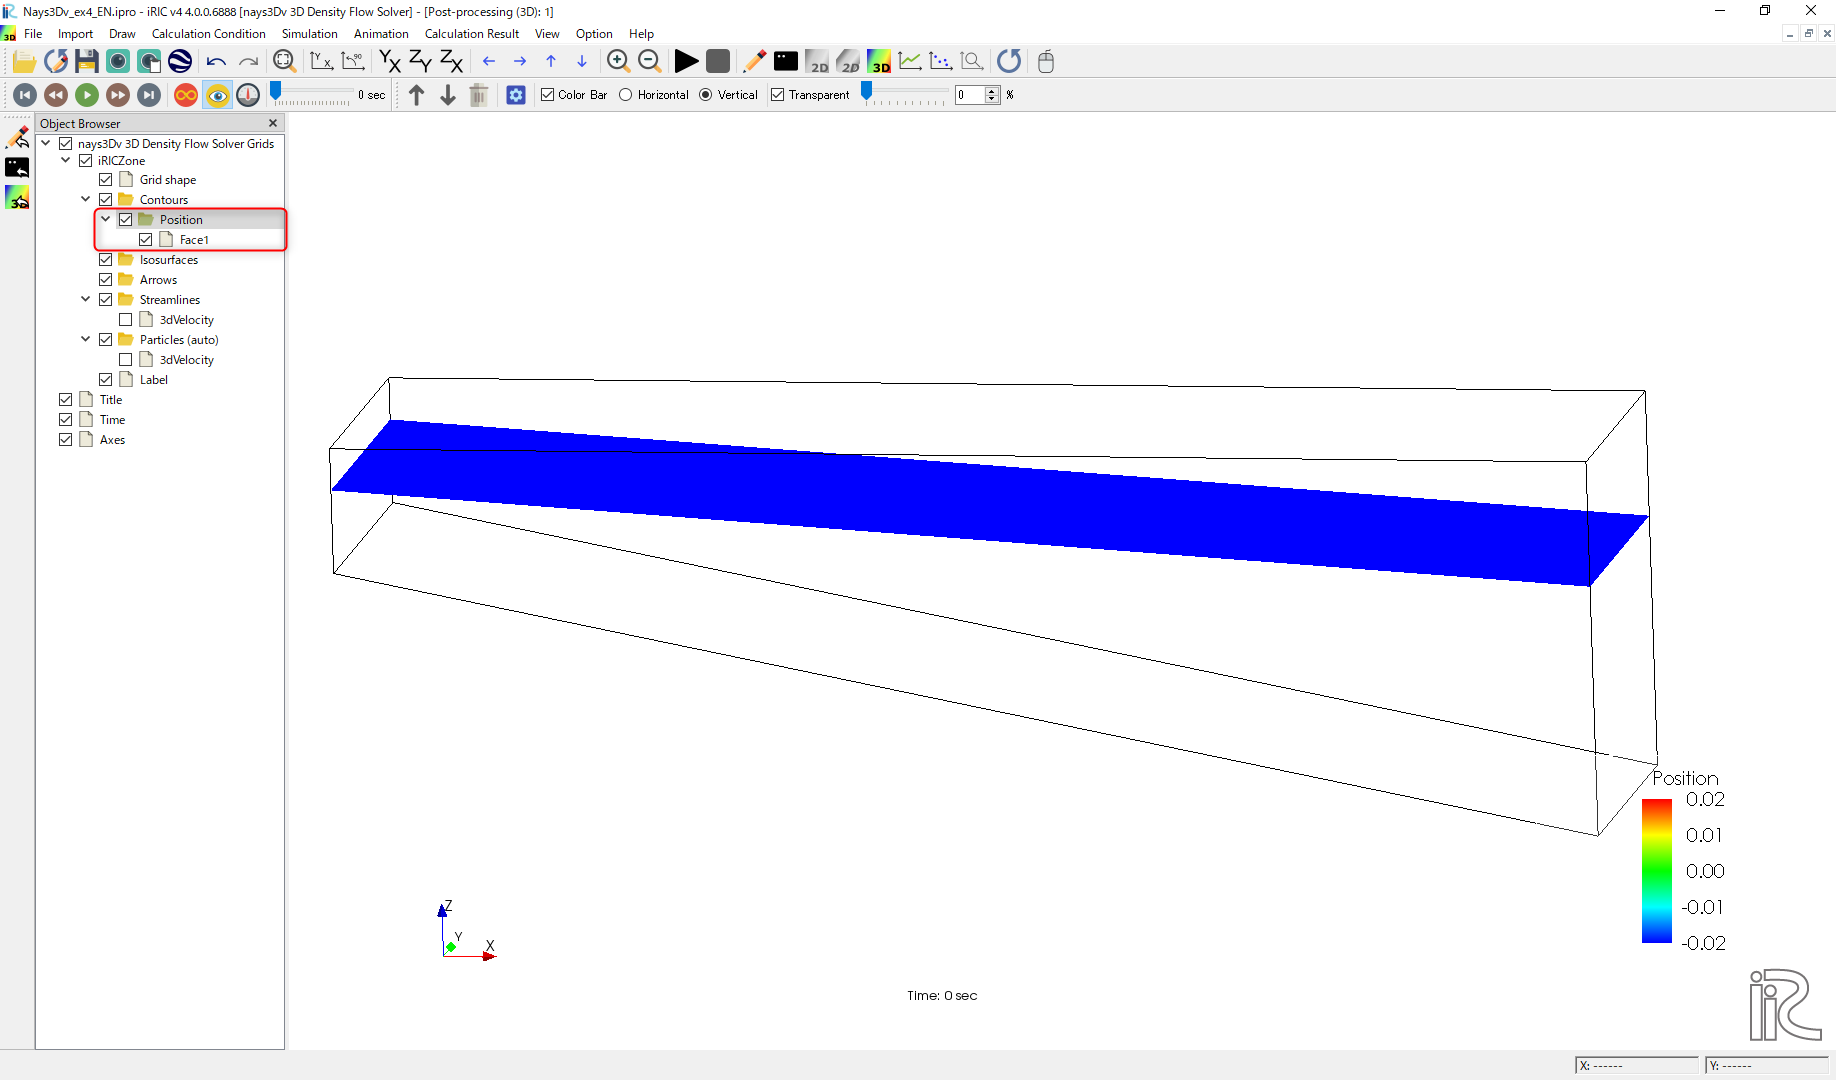 Nays3Dv_ex4_EN.ipro - iRIC v4 4.0.0.6888 [nays3Dv 3D Density Flow Solver] - [Post-processing (3D): 1]
File Import Draw Calculation Condition Simulation Animation Calculation Result View Option Help
0 sec Color Bar Horizontal Vertical Transparent 0 %
Object Browser
nays3Dv 3D Density Flow Solver Grids
iRICZone
Grid shape
Contours
Position
Face1
Isosurfaces
Arrows
Streamlines
3dVelocity
Particles (auto)
3dVelocity
Label
Title
Time
Axes
Position
0.02
0.01
0.00
-0.01
-0.02
Z
Y
X
Time: 0 sec
iRIC
X: ------
Y: ------